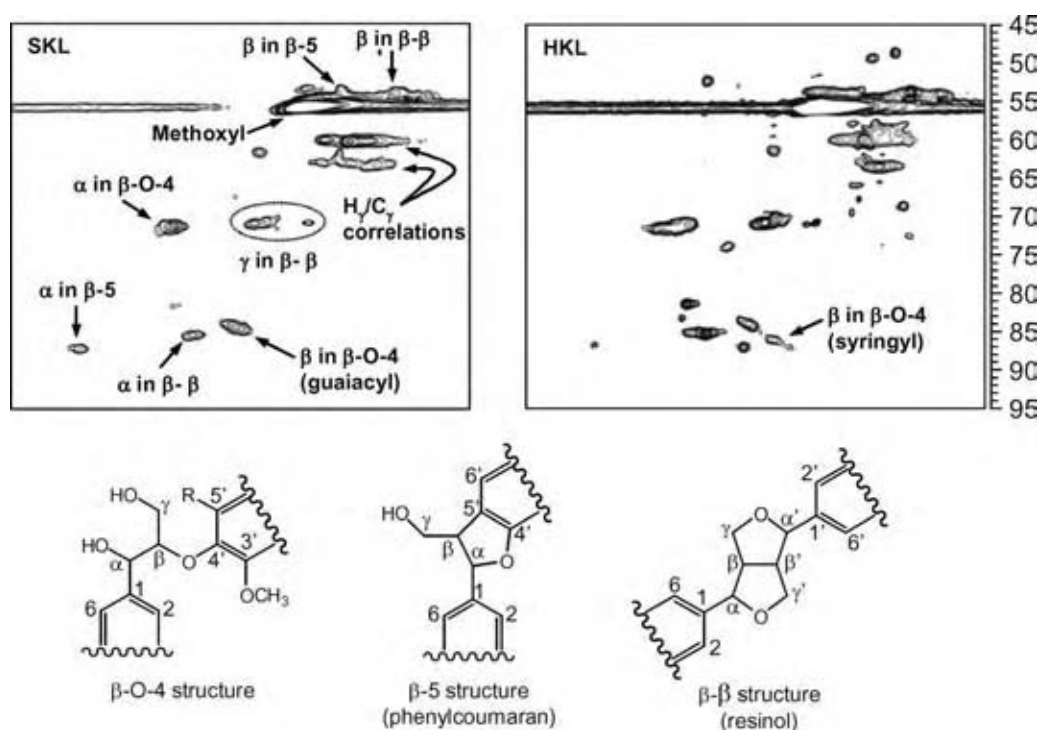 SKL
β in β-5
β in β-β
Methoxyl
α in β-O-4
Hγ/Cγ
correlations
γ in β- β
α in β-5
α in β- β
β in β-O-4
(guaiacyl)
HKL
β in β-O-4
(syringyl)
45
50
55
60
65
70
75
80
85
90
95
HO
γ
R
5'
HO
α
β
O
4'
3'
OCH3
1
6
2
β-O-4 structure
6'
5'
4'
HO
γ
β
α
O
1
6
2
β-5 structure
(phenylcoumaran)
2'
O
α'
1'
6'
γ
β
β'
6
1
α
O
γ'
2
β-β structure
(resinol)